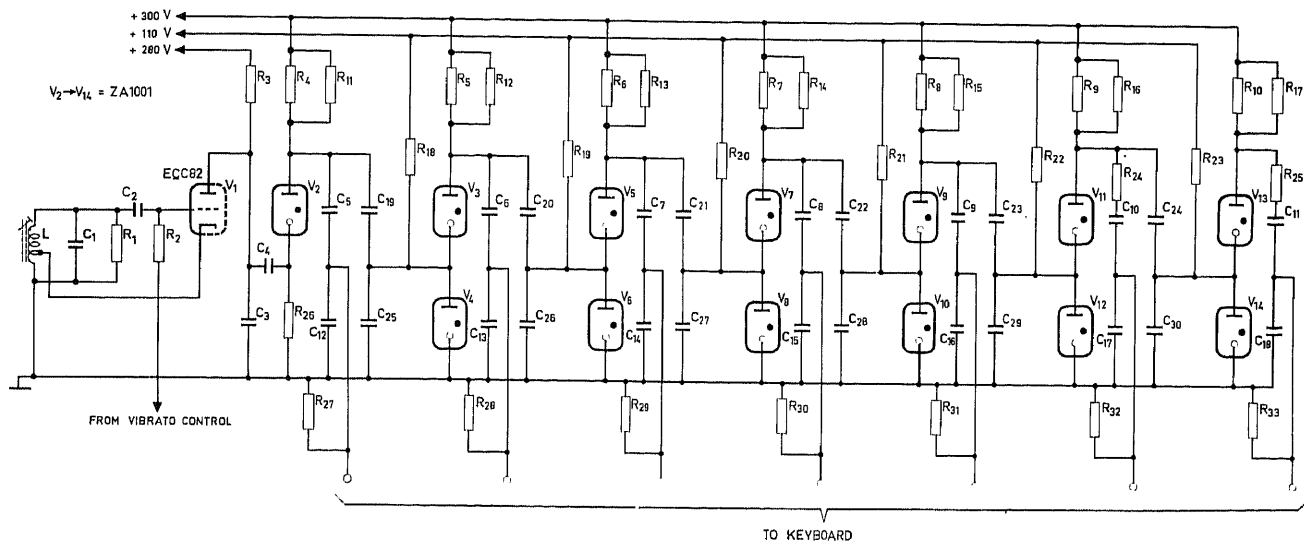 + 300 V
+ 110 V
+ 280 V
V2→V14 = ZA1001
R3 R4 R11 R5 R12 R6 R13 R7 R14 R8 R15 R9 R16 R10 R17
R18 R19 R20 R21 R22 R23
ECC82
V1 V2 C5 C19 V3 C6 C20 V5 C7 C21 V7 C8 C22 V9 C9 C23 V11 R24 C10 C24 V13 R25 C11
C2
L C1 R1 R2
C4
C3 R26 C12 C25 V4 C13 C26 V6 C14 C27 V8 C15 C28 V10 C16 C29 V12 C17 C30 V14 C18
R27 R28 R29 R30 R31 R32 R33
FROM VIBRATO CONTROL
TO KEYBOARD